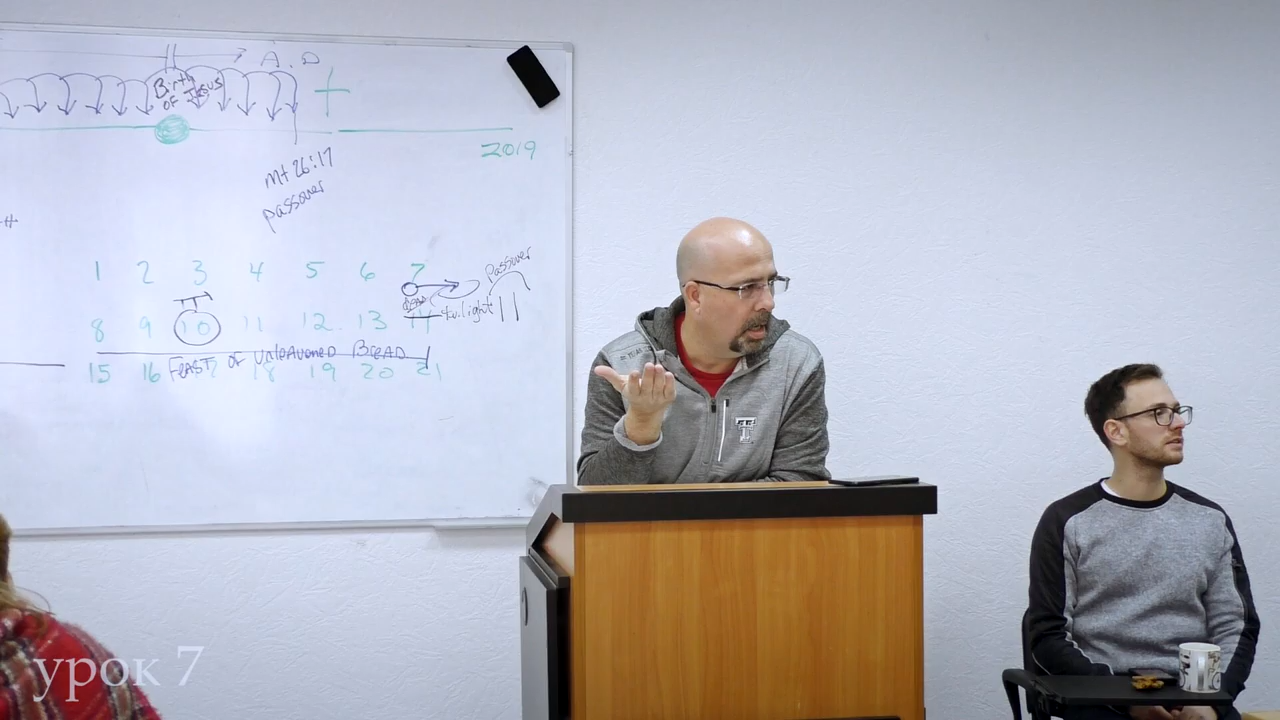 A.D
Birth
OF Jesus
2019
mt 26:17
passover
1 2 3 4 5 6 7
Passover
twilight
8 9 10 11 12 13 14
FEAST OF unleavened Bread
15 16 17 18 19 20 21
T
урок 7